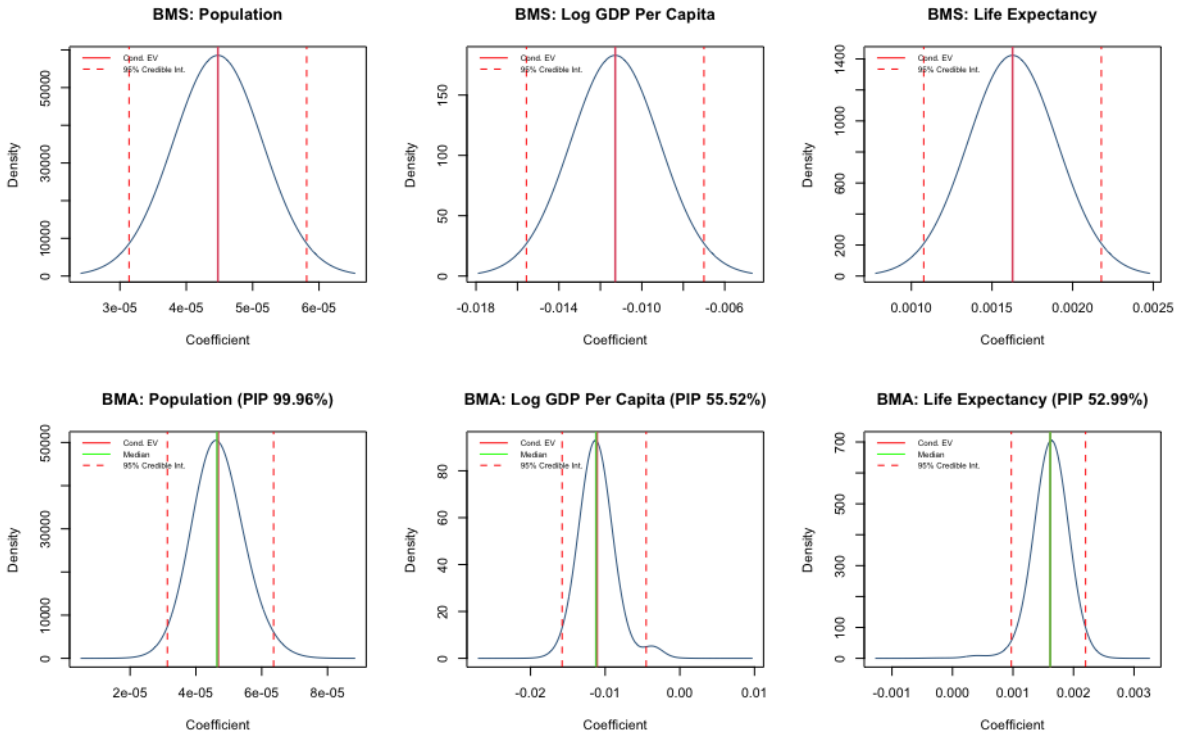 BMS: Population
Cond. EV
95% Credible Int.
Density
0
10000
30000
50000
3e-05
4e-05
5e-05
6e-05
Coefficient
BMS: Log GDP Per Capita
Cond. EV
95% Credible Int.
Density
0
50
100
150
-0.018
-0.014
-0.010
-0.006
Coefficient
BMS: Life Expectancy
Cond. EV
95% Credible Int.
Density
0
200
600
1000
1400
0.0010
0.0015
0.0020
0.0025
Coefficient
BMA: Population (PIP 99.96%)
Cond. EV
Median
95% Credible Int.
Density
0
10000
30000
50000
2e-05
4e-05
6e-05
8e-05
Coefficient
BMA: Log GDP Per Capita (PIP 55.52%)
Cond. EV
Median
95% Credible Int.
Density
0
20
40
60
80
-0.02
-0.01
0.00
0.01
Coefficient
BMA: Life Expectancy (PIP 52.99%)
Cond. EV
Median
95% Credible Int.
Density
0
100
300
500
700
-0.001
0.000
0.001
0.002
0.003
Coefficient